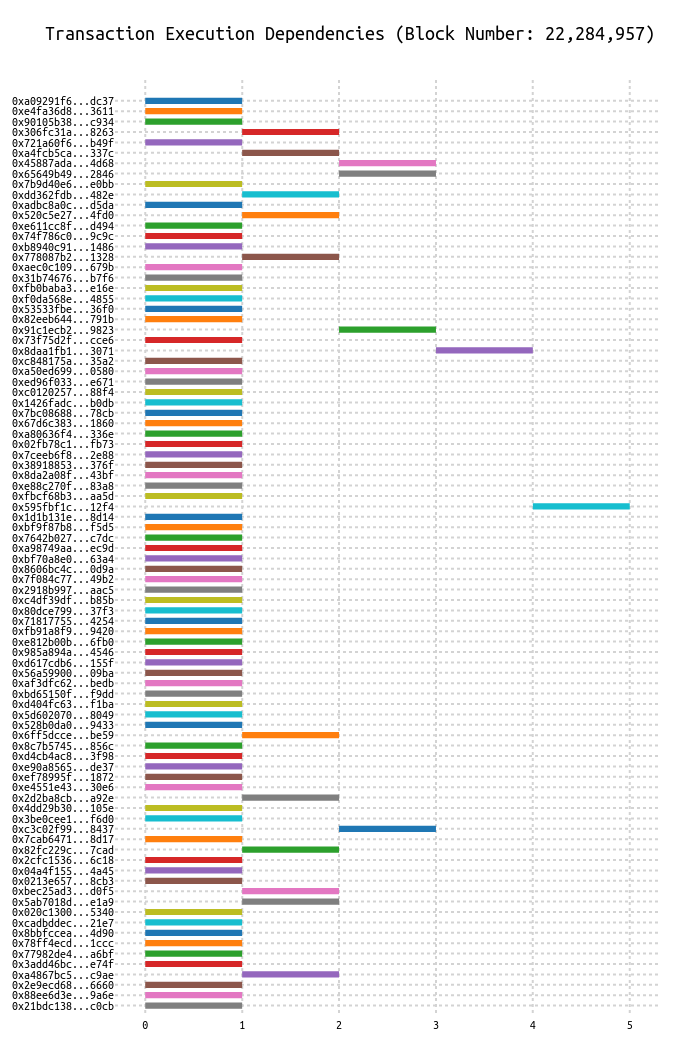 Transaction Execution Dependencies (Block Number: 22,284,957)
0xa09291f6...dc37
0xe4fa36d8...3611
0x90105b38...c934
0x306fc31a...8263
0x721a60f6...b49f
0xa4fcb5ca...337c
0x45887ada...4d68
0x65649b49...2846
0x7b9d40e6...e0bb
0xdd362fdb...482e
0xadbc8a0c...d5da
0x520c5e27...4fd0
0xe611cc8f...d494
0x74f786c0...9c9c
0xb8940c91...1486
0x778087b2...1328
0xaec0c109...679b
0x31b74676...b7f6
0xfb0baba3...e16e
0xf0da568e...4855
0x53533fbe...36f0
0x82eeb644...791b
0x91c1ecb2...9823
0x73f75d2f...cce6
0x8daa1fb1...3071
0xc848175a...35a2
0xa50ed699...0580
0xed96f033...e671
0xc0120257...88f4
0x1426fadc...b0db
0x7bc08688...78cb
0x67d6c383...1860
0xa80636f4...336e
0x02fb78c1...fb73
0x7ceeb6f8...2e88
0x38918853...376f
0x8da2a08f...43bf
0xe88c270f...83a8
0xfbcf68b3...aa5d
0x595fbf1c...12f4
0x1d1b131e...8d14
0xbf9f87b8...f5d5
0x7642b027...c7dc
0xa98749aa...ec9d
0xbf70a8e0...63a4
0x8606bc4c...0d9a
0x7f084c77...49b2
0x2918b997...aac5
0xc4df39df...b85b
0x80dce799...37f3
0x71817755...4254
0xfb91a8f9...9420
0xe812b00b...6fb0
0x985a894a...4546
0xd617cdb6...155f
0x56a59900...09ba
0xaf3dfc62...bedb
0xbd65150f...f9dd
0xd404fc63...f1ba
0x5d602070...8049
0x528b0da0...9433
0x6ff5dcce...be59
0x8c7b5745...856c
0xd4cb4ac8...3f98
0xe90a8565...de37
0xef78995f...1872
0xe4551e43...30e6
0x2d2ba8cb...a92e
0x4dd29b30...105e
0x3be0cee1...f6d0
0xc3c02f99...8437
0x7cab6471...8d17
0x82fc229c...7cad
0x2cfc1536...6c18
0x04a4f155...4a45
0x0213e657...8cb3
0xbec25ad3...d0f5
0x5ab7018d...e1a9
0x020c1300...5340
0xcadbddec...21e7
0x8bbfccea...4d90
0x78ff4ecd...1ccc
0x77982de4...a6bf
0x3add46bc...e74f
0xa4867bc5...c9ae
0x2e9ecd68...6660
0x88ee6d3e...9a6e
0x21bdc138...c0cb
0 1 2 3 4 5